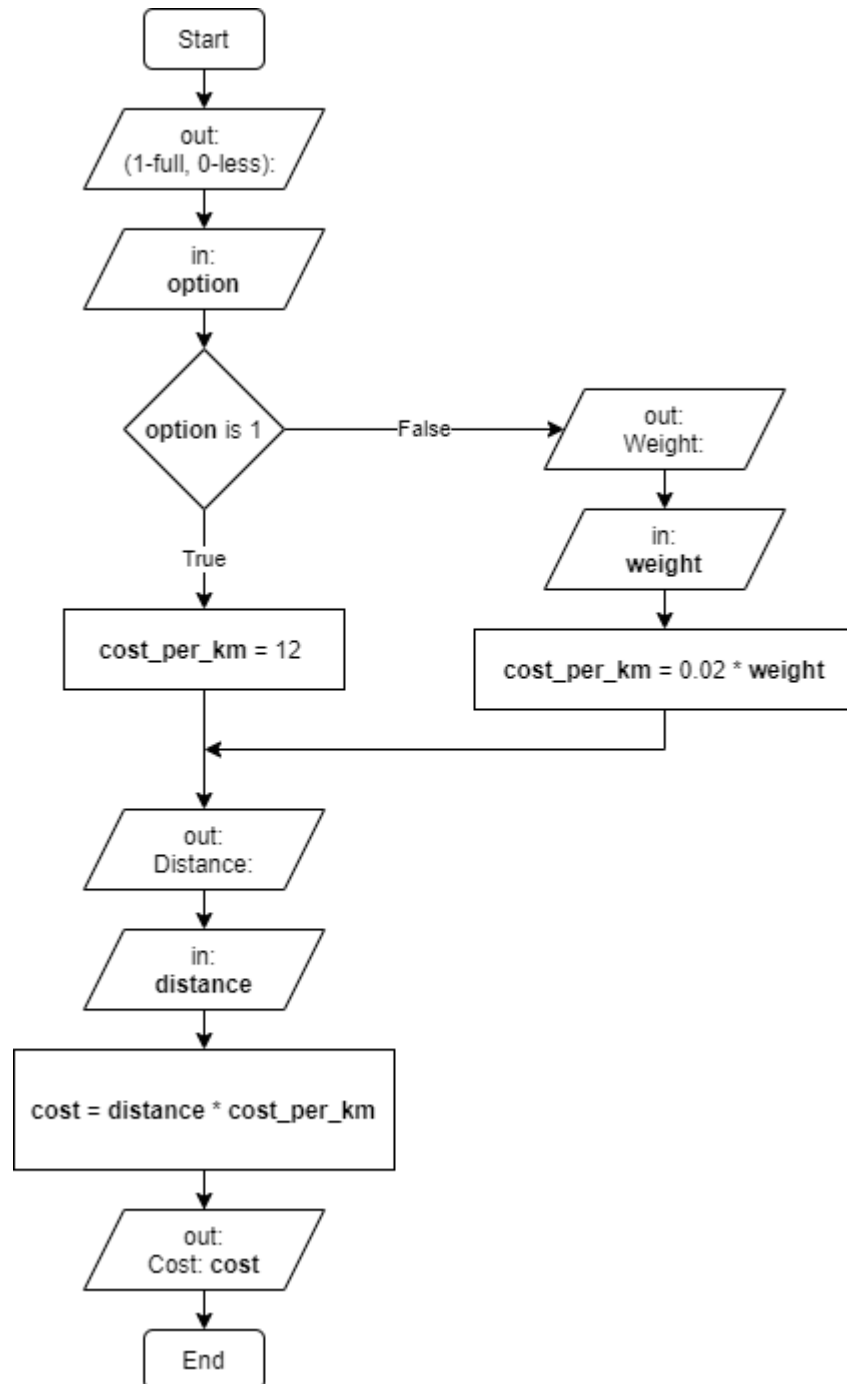 Start
out:
(1-full, 0-less):
in:
option
option is 1
False
out:
Weight:
in:
weight
cost_per_km = 0.02 * weight
True
cost_per_km = 12
out:
Distance:
in:
distance
cost = distance * cost_per_km
out:
Cost: cost
End